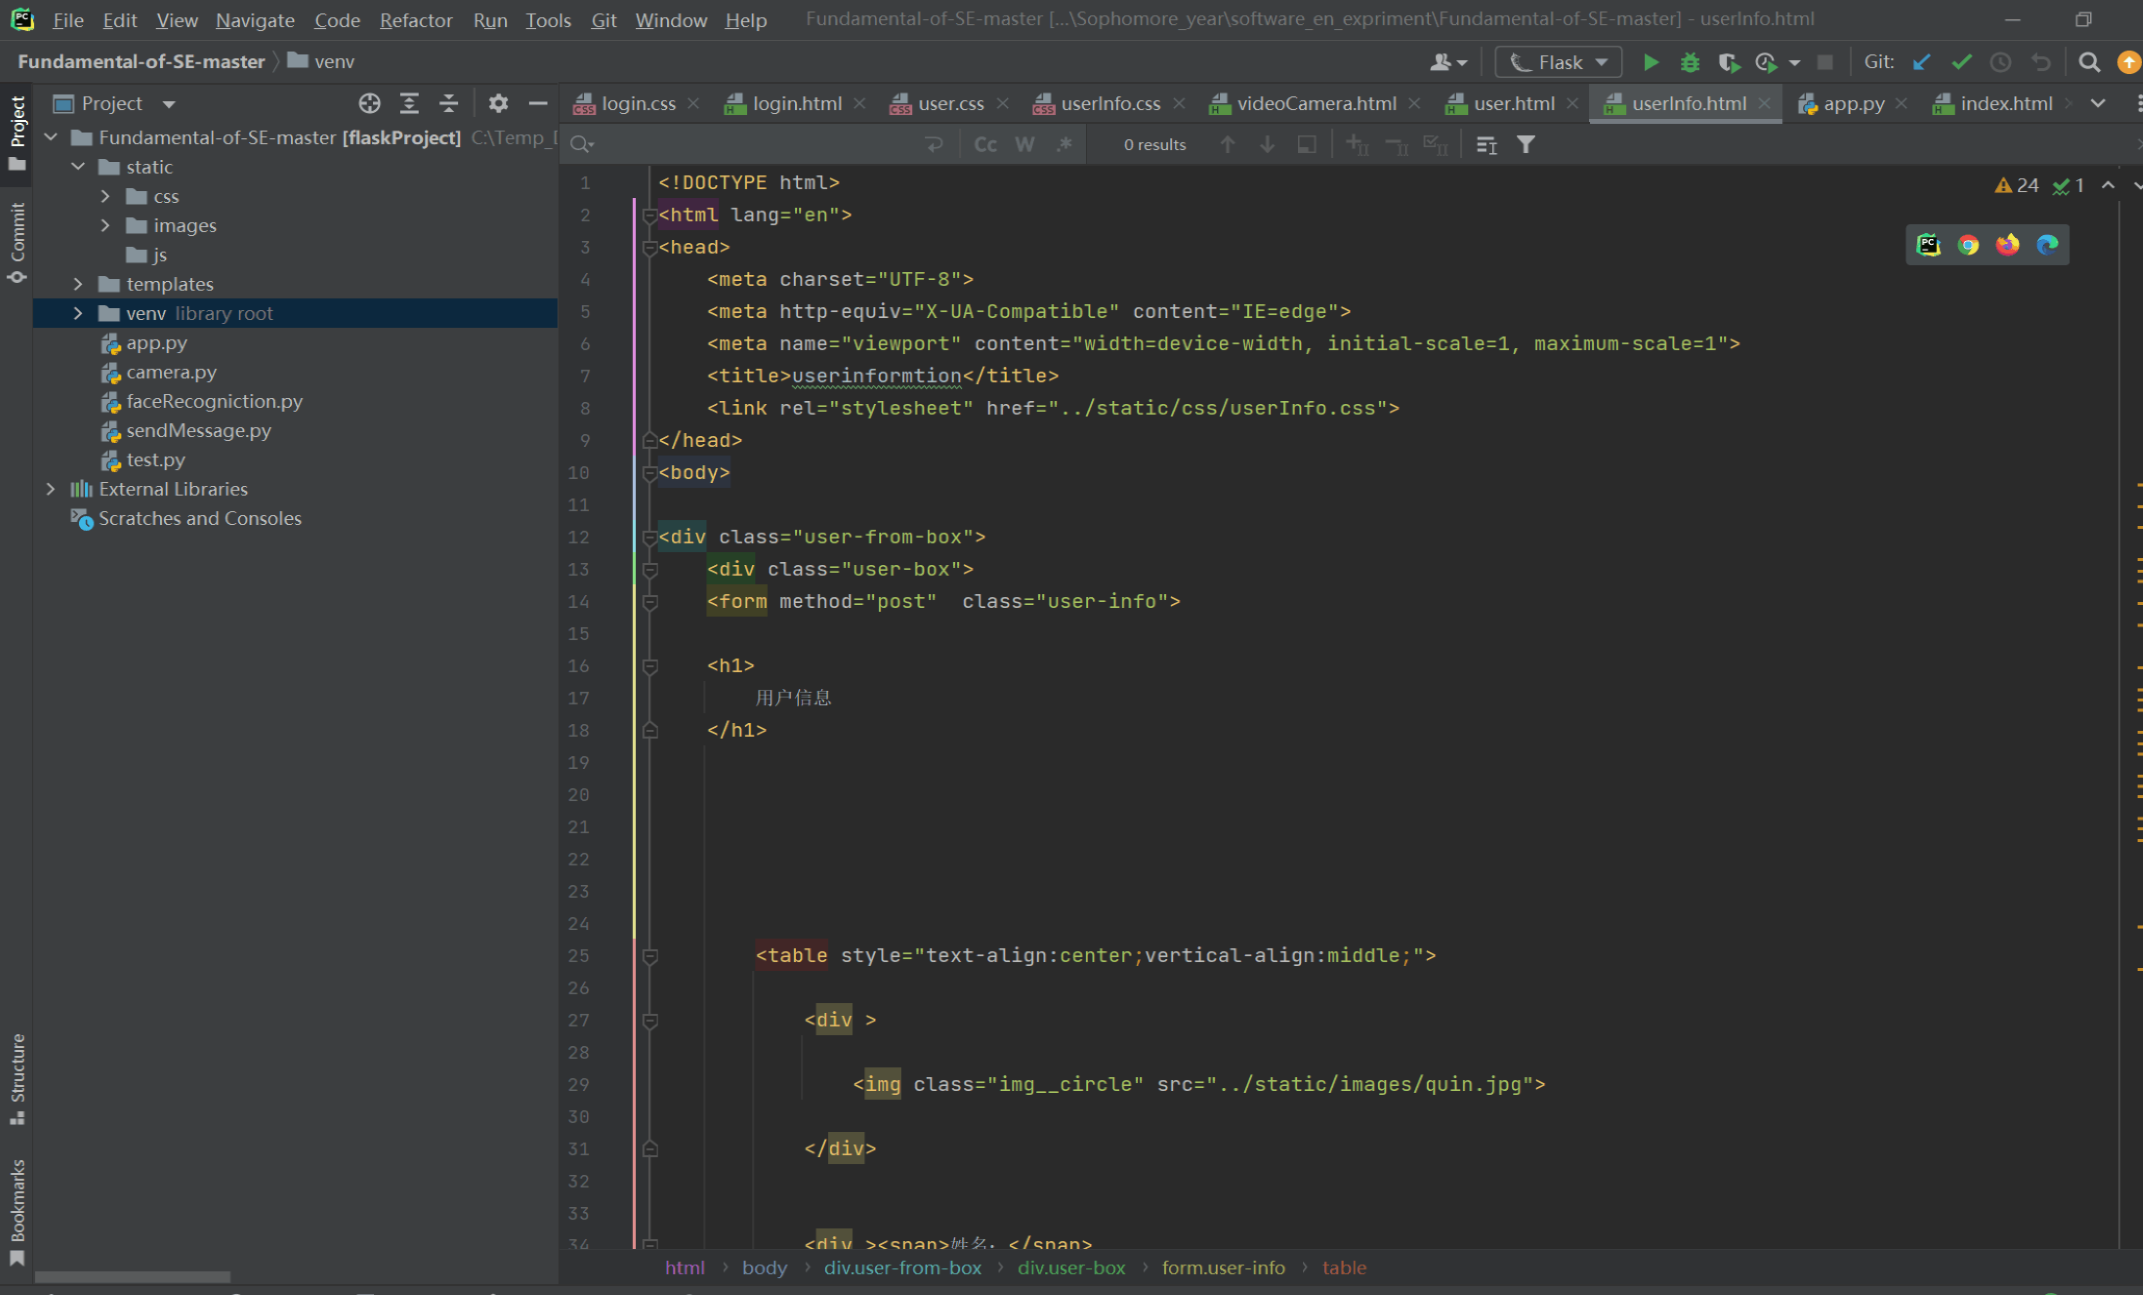 File Edit View Navigate Code Refactor Run Tools Git Window Help Fundamental-of-SE-master [...\Sophomore_year\software_en_expriment\Fundamental-of-SE-master] - userInfo.html
Fundamental-of-SE-master venv Flask Git:
Project
login.css login.html user.css userInfo.css videoCamera.html user.html userInfo.html app.py index.html
Cc W .* 0 results
Project
Commit
Structure
Bookmarks
Fundamental-of-SE-master [flaskProject] C:\Temp_
static
css
images
js
templates
venv library root
app.py
camera.py
faceRecogniction.py
sendMessage.py
test.py
External Libraries
Scratches and Consoles
24 1
1 <!DOCTYPE html>
2 <html lang="en">
3 <head>
4 <meta charset="UTF-8">
5 <meta http-equiv="X-UA-Compatible" content="IE=edge">
6 <meta name="viewport" content="width=device-width, initial-scale=1, maximum-scale=1">
7 <title>userinformtion</title>
8 <link rel="stylesheet" href="../static/css/userInfo.css">
9 </head>
10 <body>
11
12 <div class="user-from-box">
13 <div class="user-box">
14 <form method="post"  class="user-info">
15
16 <h1>
17 用户信息
18 </h1>
19
20
21
22
23
24
25 <table style="text-align:center;vertical-align:middle;">
26
27 <div >
28
29 <img class="img__circle" src="../static/images/quin.jpg">
30
31 </div>
32
33
34 <div ><span>姓名: </span>
html body div.user-from-box div.user-box form.user-info table